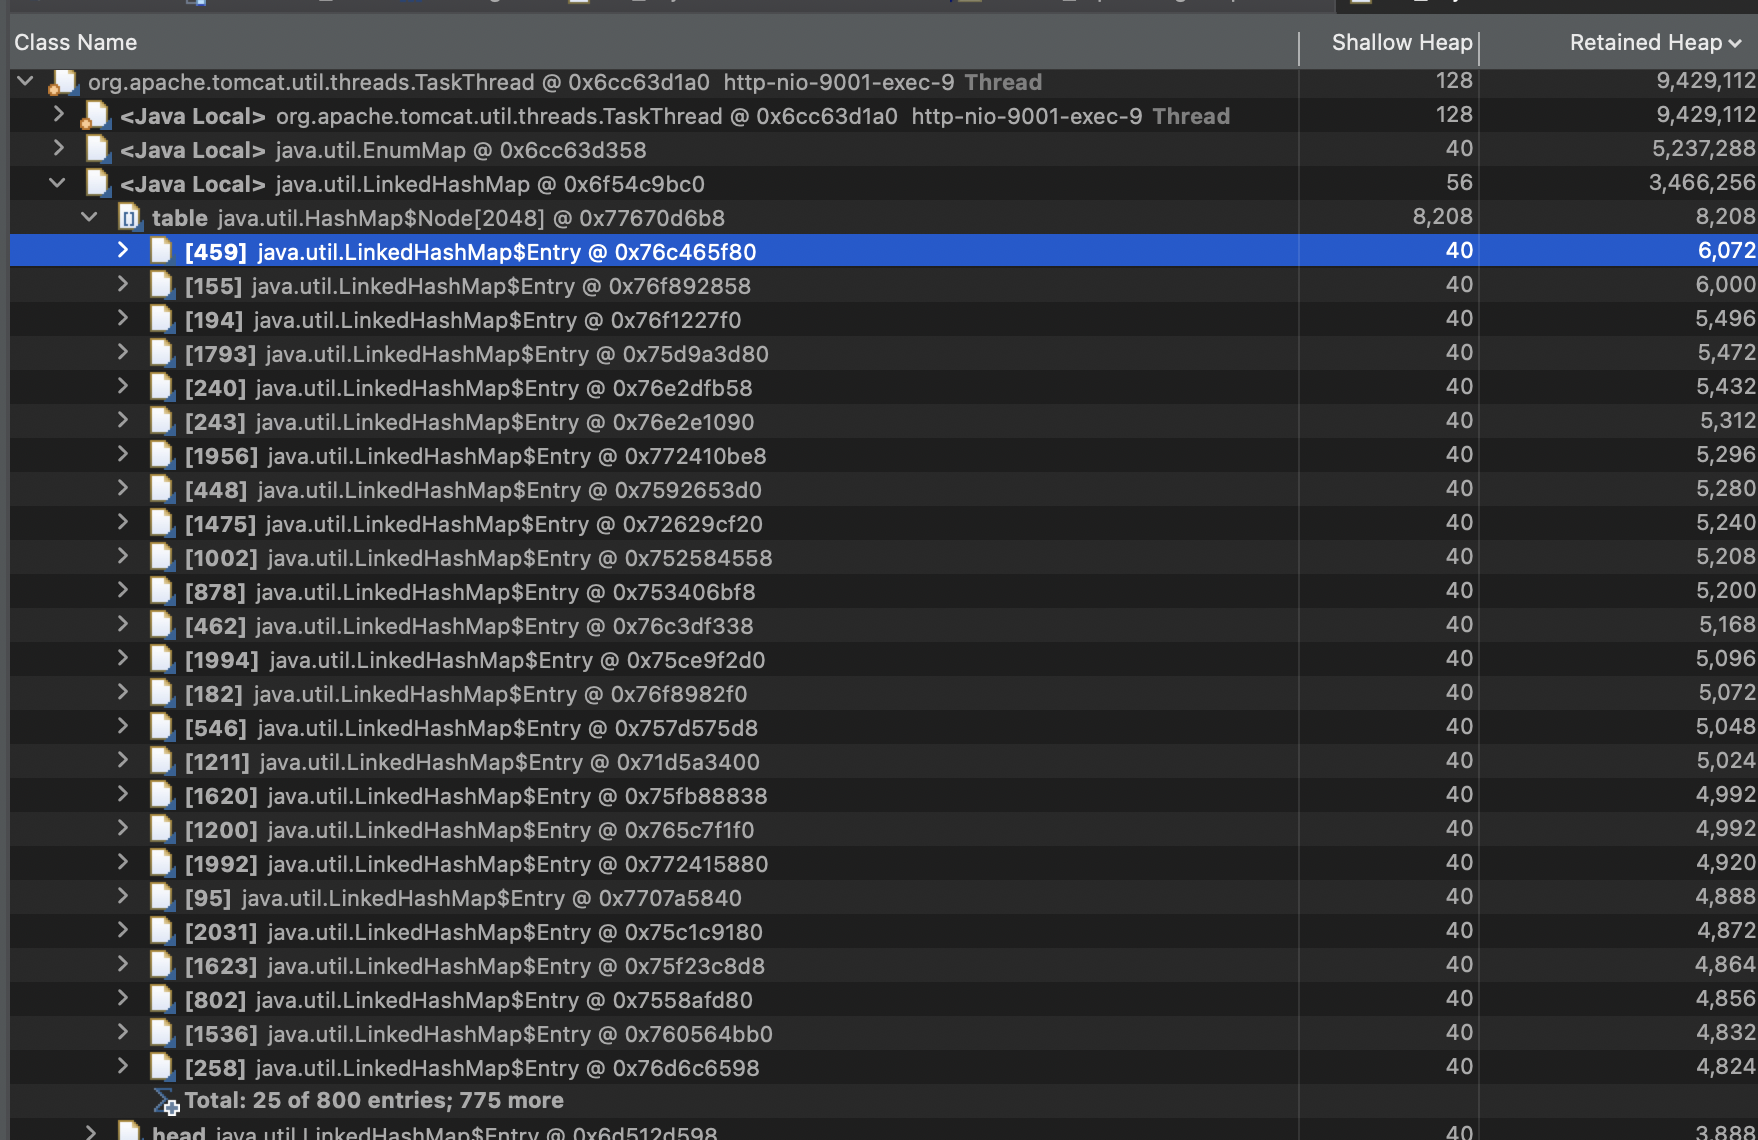 Class Name Shallow Heap Retained Heap
org.apache.tomcat.util.threads.TaskThread @ 0x6cc63d1a0 http-nio-9001-exec-9 Thread 128 9,429,112
<Java Local> org.apache.tomcat.util.threads.TaskThread @ 0x6cc63d1a0 http-nio-9001-exec-9 Thread 128 9,429,112
<Java Local> java.util.EnumMap @ 0x6cc63d358 40 5,237,288
<Java Local> java.util.LinkedHashMap @ 0x6f54c9bc0 56 3,466,256
table java.util.HashMap$Node[2048] @ 0x77670d6b8 8,208 8,208
[459] java.util.LinkedHashMap$Entry @ 0x76c465f80 40 6,072
[155] java.util.LinkedHashMap$Entry @ 0x76f892858 40 6,000
[194] java.util.LinkedHashMap$Entry @ 0x76f1227f0 40 5,496
[1793] java.util.LinkedHashMap$Entry @ 0x75d9a3d80 40 5,472
[240] java.util.LinkedHashMap$Entry @ 0x76e2dfb58 40 5,432
[243] java.util.LinkedHashMap$Entry @ 0x76e2e1090 40 5,312
[1956] java.util.LinkedHashMap$Entry @ 0x772410be8 40 5,296
[448] java.util.LinkedHashMap$Entry @ 0x7592653d0 40 5,280
[1475] java.util.LinkedHashMap$Entry @ 0x72629cf20 40 5,240
[1002] java.util.LinkedHashMap$Entry @ 0x752584558 40 5,208
[878] java.util.LinkedHashMap$Entry @ 0x753406bf8 40 5,200
[462] java.util.LinkedHashMap$Entry @ 0x76c3df338 40 5,168
[1994] java.util.LinkedHashMap$Entry @ 0x75ce9f2d0 40 5,096
[182] java.util.LinkedHashMap$Entry @ 0x76f8982f0 40 5,072
[546] java.util.LinkedHashMap$Entry @ 0x757d575d8 40 5,048
[1211] java.util.LinkedHashMap$Entry @ 0x71d5a3400 40 5,024
[1620] java.util.LinkedHashMap$Entry @ 0x75fb88838 40 4,992
[1200] java.util.LinkedHashMap$Entry @ 0x765c7f1f0 40 4,992
[1992] java.util.LinkedHashMap$Entry @ 0x772415880 40 4,920
[95] java.util.LinkedHashMap$Entry @ 0x7707a5840 40 4,888
[2031] java.util.LinkedHashMap$Entry @ 0x75c1c9180 40 4,872
[1623] java.util.LinkedHashMap$Entry @ 0x75f23c8d8 40 4,864
[802] java.util.LinkedHashMap$Entry @ 0x7558afd80 40 4,856
[1536] java.util.LinkedHashMap$Entry @ 0x760564bb0 40 4,832
[258] java.util.LinkedHashMap$Entry @ 0x76d6c6598 40 4,824
Total: 25 of 800 entries; 775 more
head java.util.LinkedHashMap$Entry @ 0x6d512d598 40 3,888